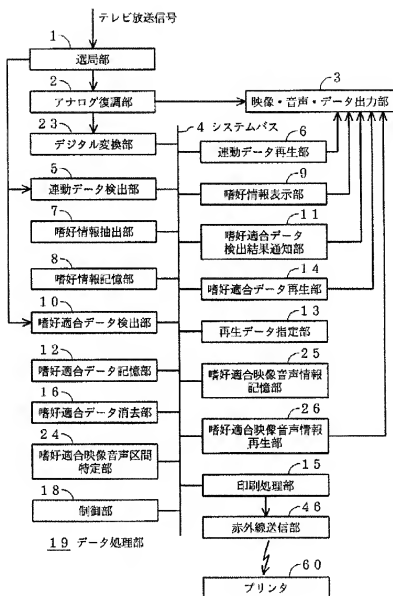 テレビ放送信号
1
選局部
2
アナログ復調部
3
映像・音声・データ出力部
23
デジタル変換部
4 システムバス
6
連動データ再生部
5
連動データ検出部
9
嗜好情報表示部
7
嗜好情報抽出部
11
嗜好適合データ
検出結果通知部
8
嗜好情報記憶部
14
嗜好適合データ再生部
10
嗜好適合データ検出部
13
再生データ指定部
12
嗜好適合データ記憶部
25
嗜好適合映像音声情報
記憶部
16
嗜好適合データ消去部
26
嗜好適合映像音声情報
再生部
24
嗜好適合映像音声区間
特定部
15
印刷処理部
18
制御部
46
赤外線送信部
19 データ処理部
60
プリンタ